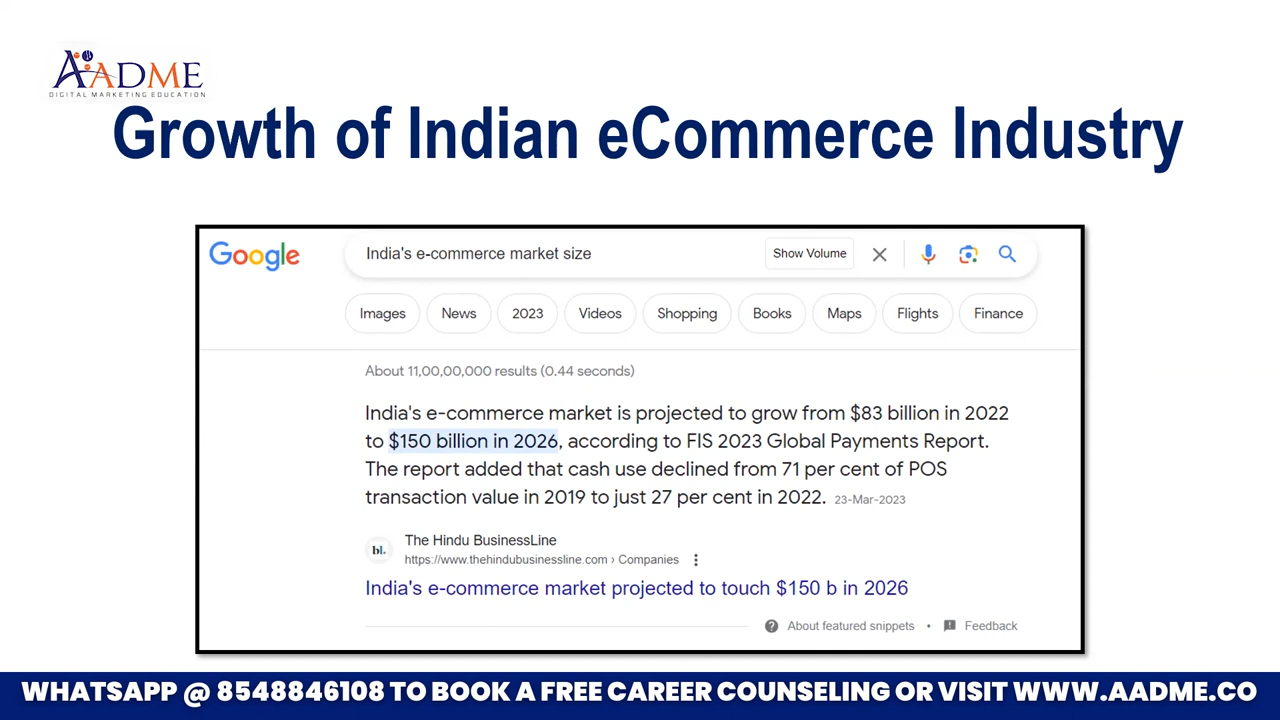 AADME
DIGITAL MARKETING EDUCATION
Growth of Indian eCommerce Industry
Google
India's e-commerce market size
Show Volume
Images News 2023 Videos Shopping Books Maps Flights Finance
About 11,00,00,000 results (0.44 seconds)
India's e-commerce market is projected to grow from $83 billion in 2022
to $150 billion in 2026, according to FIS 2023 Global Payments Report.
The report added that cash use declined from 71 per cent of POS
transaction value in 2019 to just 27 per cent in 2022. 23-Mar-2023
bl.
The Hindu BusinessLine
https://www.thehindubusinessline.com › Companies
India's e-commerce market projected to touch $150 b in 2026
About featured snippets • Feedback
WHATSAPP @ 8548846108 TO BOOK A FREE CAREER COUNSELING OR VISIT WWW.AADME.CO